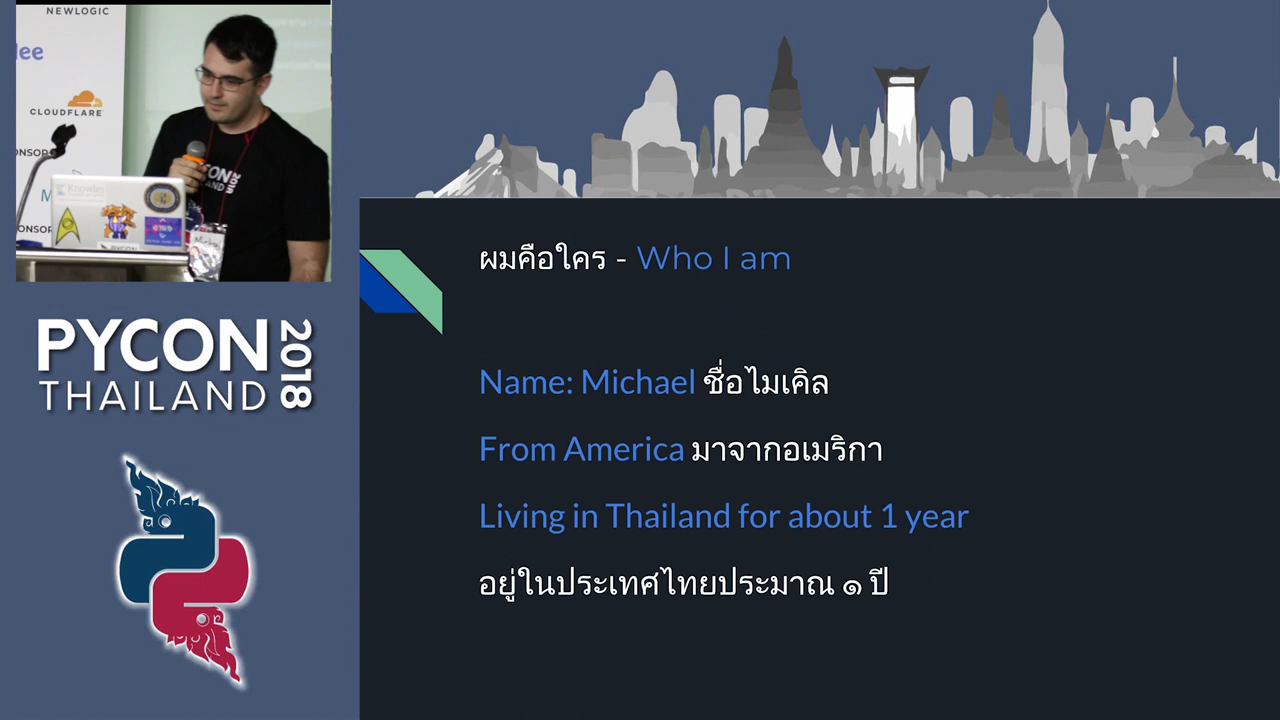 NEWLOGIC
lee
CLOUDFLARE
Knowles
PYCON
THAILAND
2018
ผมคือใคร - Who I am
Name: Michael ชื่อไมเคิล
From America มาจากอเมริกา
Living in Thailand for about 1 year
อยู่ในประเทศไทยประมาณ ๑ ปี